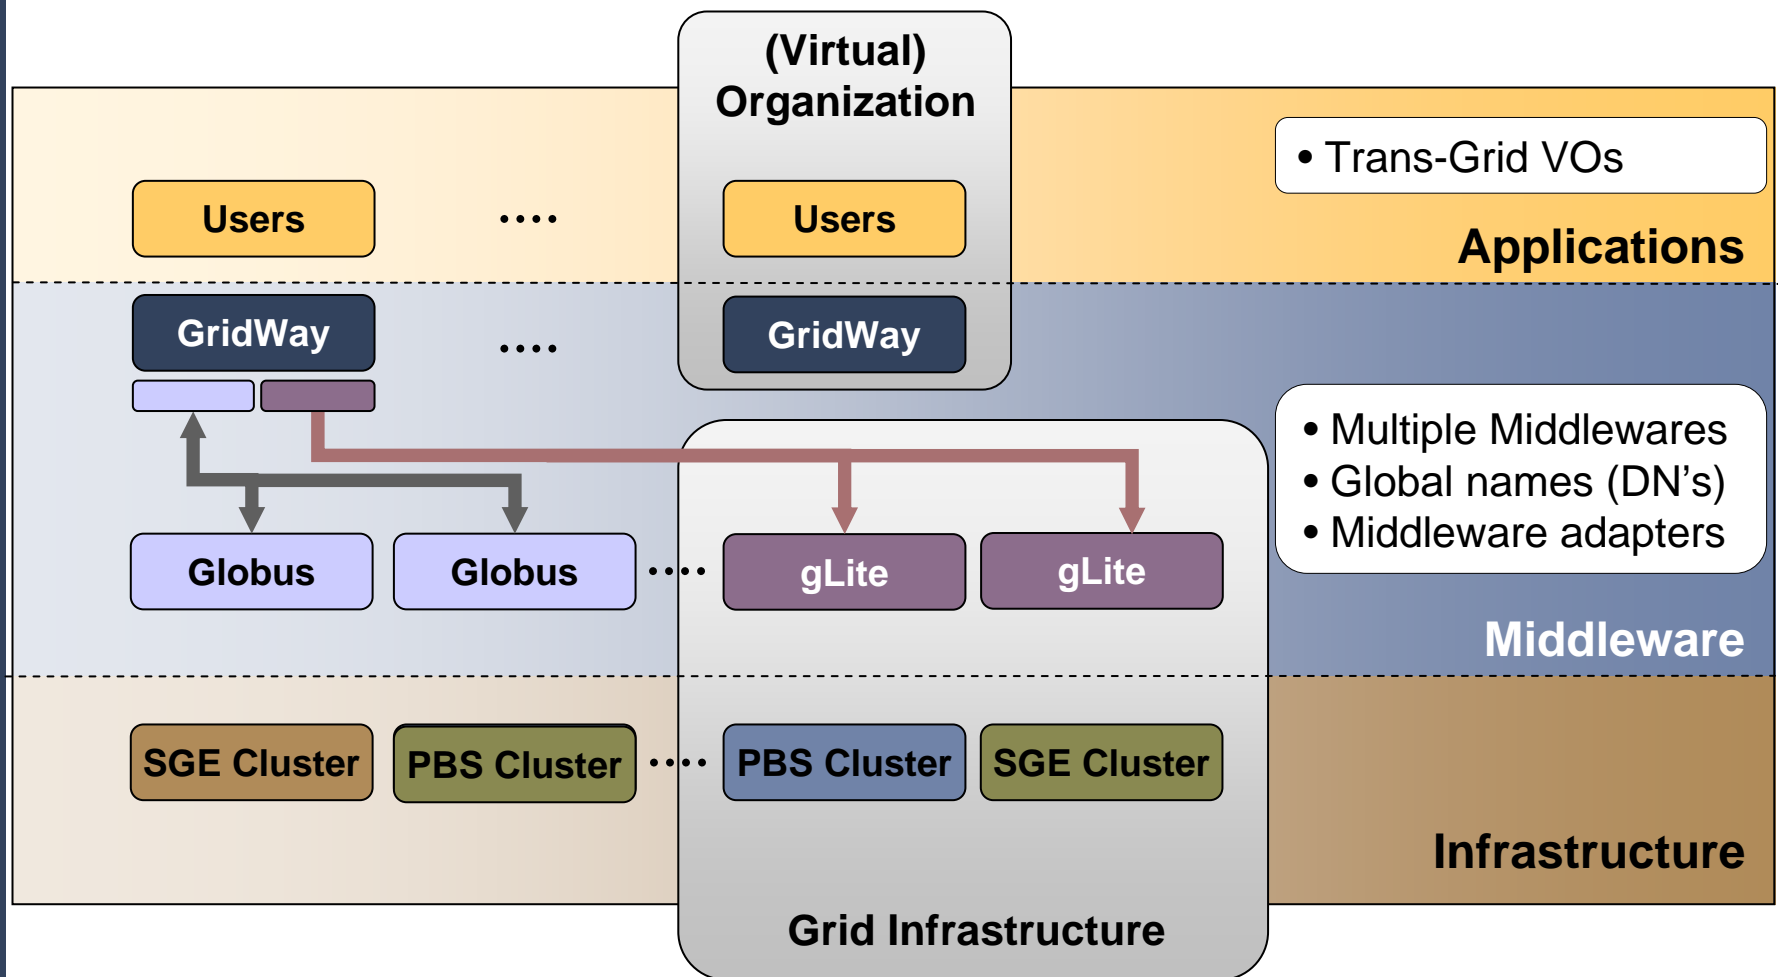 (Virtual)
Organization
• Trans-Grid VOs
Users
....
Users
Applications
GridWay
....
GridWay
• Multiple Middlewares
• Global names (DN's)
• Middleware adapters
Globus
Globus
....
gLite
gLite
Middleware
SGE Cluster
PBS Cluster
....
PBS Cluster
SGE Cluster
Infrastructure
Grid Infrastructure